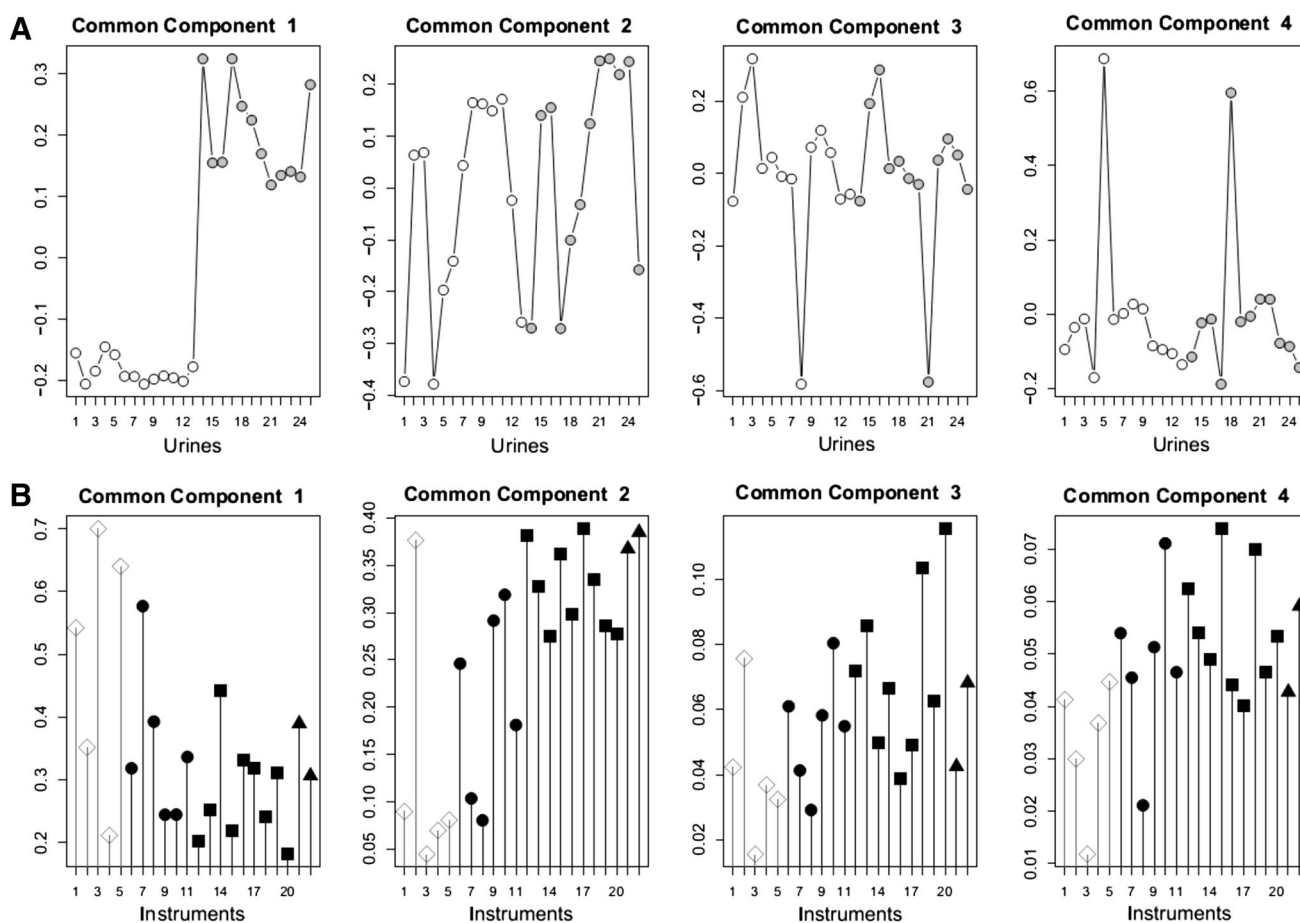 A
Common Component 1
Common Component 2
Common Component 3
Common Component 4
0.3
0.2
0.1
0.0
−0.1
−0.2
1 3 5 7 9 12 15 18 21 24
Urines
0.2
0.1
0.0
−0.1
−0.2
−0.3
−0.4
1 3 5 7 9 12 15 18 21 24
Urines
0.2
0.0
−0.2
−0.4
−0.6
1 3 5 7 9 12 15 18 21 24
Urines
0.6
0.4
0.2
0.0
−0.2
1 3 5 7 9 12 15 18 21 24
Urines
B
Common Component 1
Common Component 2
Common Component 3
Common Component 4
0.7
0.6
0.5
0.4
0.3
0.2
1 3 5 7 9 11 14 17 20
Instruments
0.40
0.35
0.30
0.25
0.20
0.15
0.10
0.05
1 3 5 7 9 11 14 17 20
Instruments
0.10
0.08
0.06
0.04
0.02
1 3 5 7 9 11 14 17 20
Instruments
0.07
0.06
0.05
0.04
0.03
0.02
0.01
1 3 5 7 9 11 14 17 20
Instruments